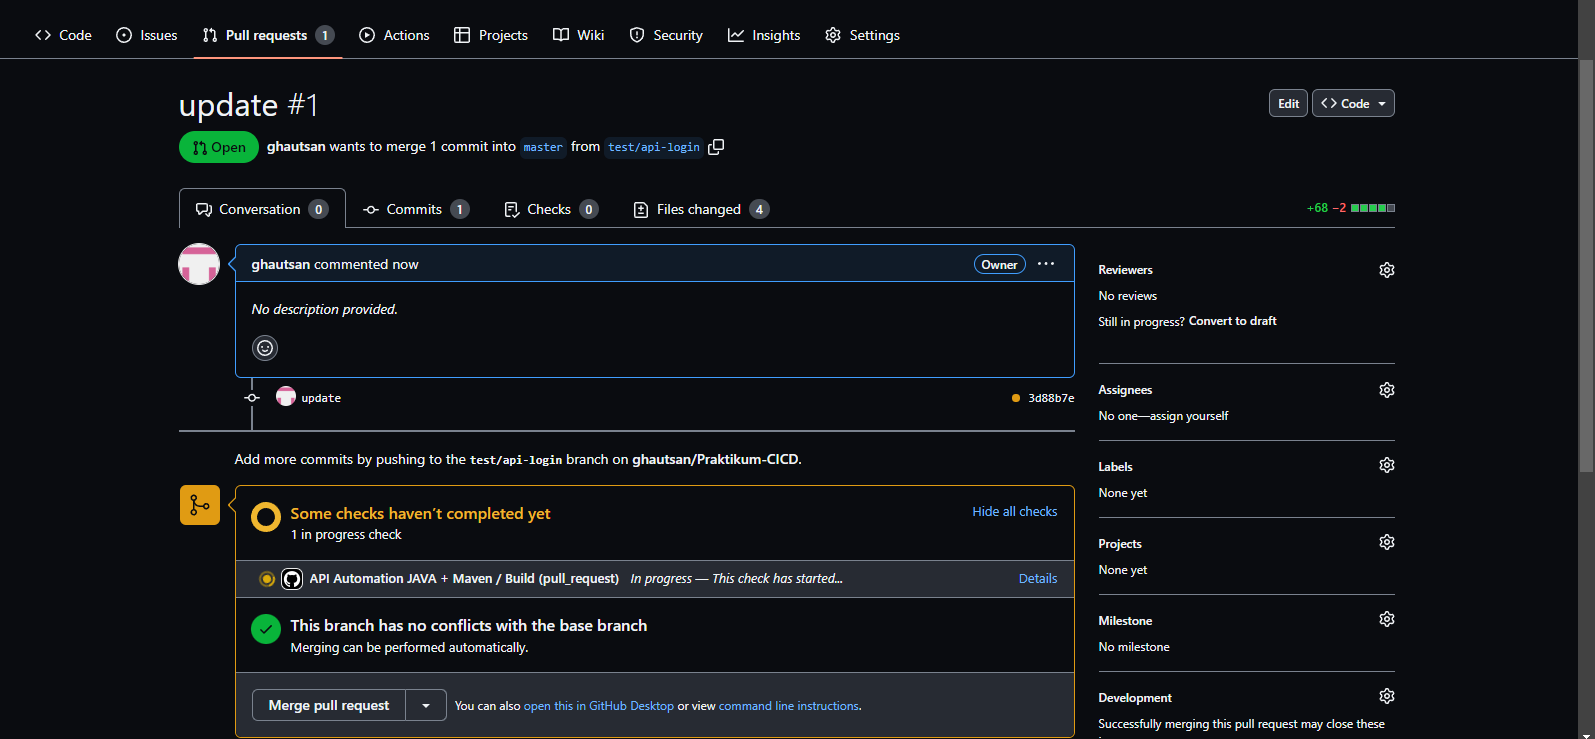 Code Issues Pull requests 1 Actions Projects Wiki Security Insights Settings
update #1
Edit Code
Open ghautsan wants to merge 1 commit into master from test/api-login
Conversation 0 Commits 1 Checks 0 Files changed 4
+68 −2
ghautsan commented now
Owner ···
No description provided.
update
3d88b7e
Add more commits by pushing to the test/api-login branch on ghautsan/Praktikum-CICD.
Some checks haven’t completed yet
Hide all checks
1 in progress check
API Automation JAVA + Maven / Build (pull_request) In progress — This check has started...
Details
This branch has no conflicts with the base branch
Merging can be performed automatically.
Merge pull request
You can also open this in GitHub Desktop or view command line instructions.
Reviewers
No reviews
Still in progress? Convert to draft
Assignees
No one—assign yourself
Labels
None yet
Projects
None yet
Milestone
No milestone
Development
Successfully merging this pull request may close these